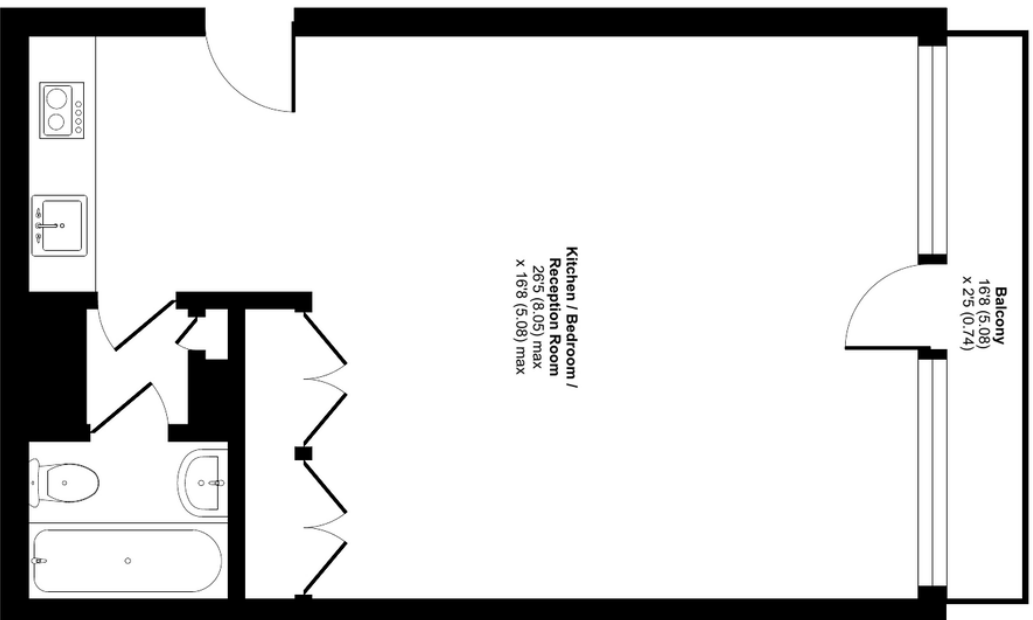 Kitchen / Bedroom /
Reception Room
26'5 (8.05) max
x 16'8 (5.08) max
Balcony
16'8 (5.08)
x 2'5 (0.74)